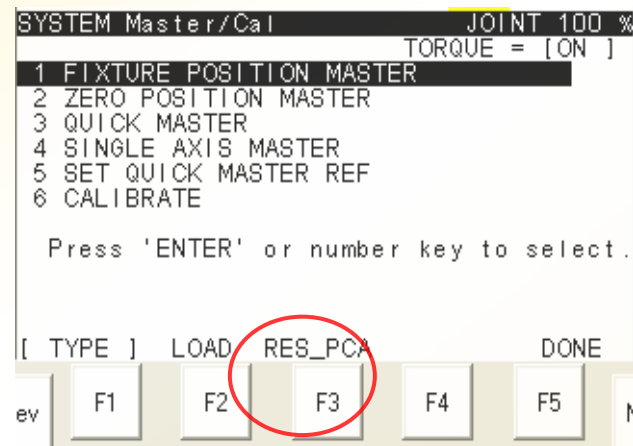 SYSTEM Master/Cal JOINT 100 %
TORQUE = [ON ]
1 FIXTURE POSITION MASTER
2 ZERO POSITION MASTER
3 QUICK MASTER
4 SINGLE AXIS MASTER
5 SET QUICK MASTER REF
6 CALIBRATE
Press 'ENTER' or number key to select.
[ TYPE ] LOAD RES_PCA DONE
ev F1 F2 F3 F4 F5